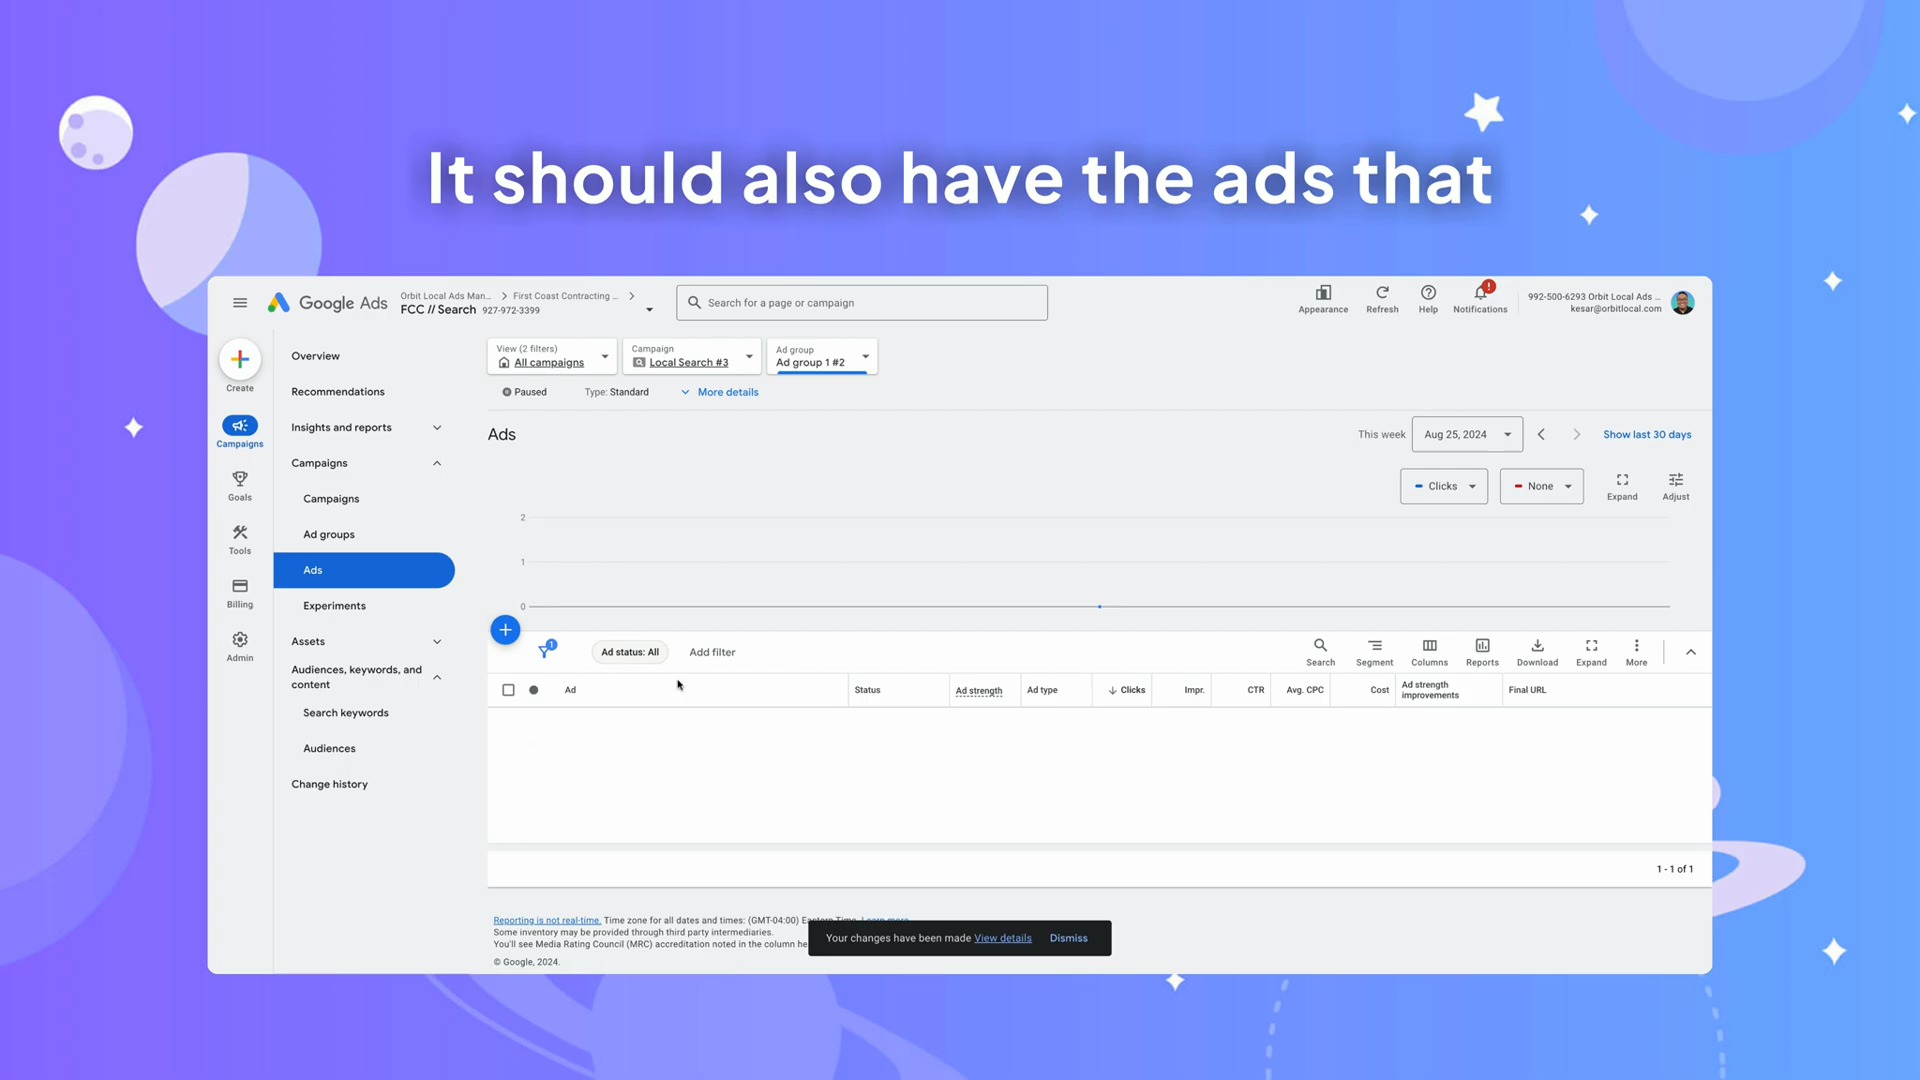 It should also have the ads that
Google Ads
Orbit Local Ads Man... > First Coast Contracting ... >
FCC // Search 927-972-3399
Search for a page or campaign
Appearance
Refresh
Help
!
Notifications
992-500-6293 Orbit Local Ads ...
kesar@orbitlocal.com
Create
Campaigns
Goals
Tools
Billing
Admin
Overview
Recommendations
Insights and reports
Campaigns
Campaigns
Ad groups
Ads
Experiments
Assets
Audiences, keywords, and
content
Search keywords
Audiences
Change history
View (2 filters)
All campaigns
Campaign
Local Search #3
Ad group
Ad group 1 #2
Paused
Type: Standard
More details
Ads
This week
Aug 25, 2024
Show last 30 days
Clicks
None
Expand
Adjust
2
1
0
1
Ad status: All
Add filter
Search
Segment
Columns
Reports
Download
Expand
More
Ad
Status
Ad strength
Ad type
Clicks
Impr.
CTR
Avg. CPC
Cost
Ad strength
improvements
Final URL
1 - 1 of 1
Reporting is not real-time. Time zone for all dates and times: (GMT-04:00) Eastern Time. Learn more
Some inventory may be provided through third party intermediaries.
You'll see Media Rating Council (MRC) accreditation noted in the column he
© Google, 2024.
Your changes have been made View details Dismiss